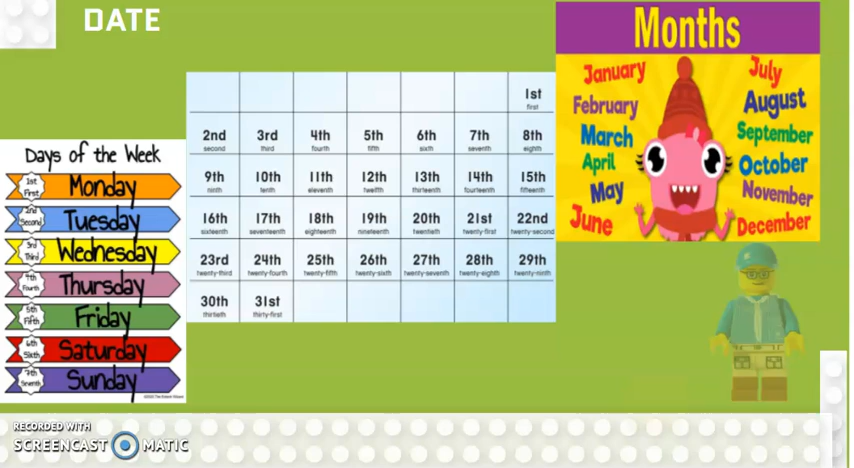 DATE
Days of the Week
1st
First
Monday
2nd
Second
Tuesday
3rd
Third
Wednesday
4th
Fourth
Thursday
5th
Fifth
Friday
6th
Sixth
Saturday
7th
Seventh
Sunday
1st
first
2nd 3rd 4th 5th 6th 7th 8th
second third fourth fifth sixth seventh eighth
9th 10th 11th 12th 13th 14th 15th
ninth tenth eleventh twelfth thirteenth fourteenth fifteenth
16th 17th 18th 19th 20th 21st 22nd
sixteenth seventeenth eighteenth nineteenth twentieth twenty-first twenty-second
23rd 24th 25th 26th 27th 28th 29th
twenty-third twenty-fourth twenty-fifth twenty-sixth twenty-seventh twenty-eighth twenty-ninth
30th 31st
thirtieth thirty-first
Months
January
February
March
April
May
June
July
August
September
October
November
December
RECORDED WITH
SCREENCAST MATIC